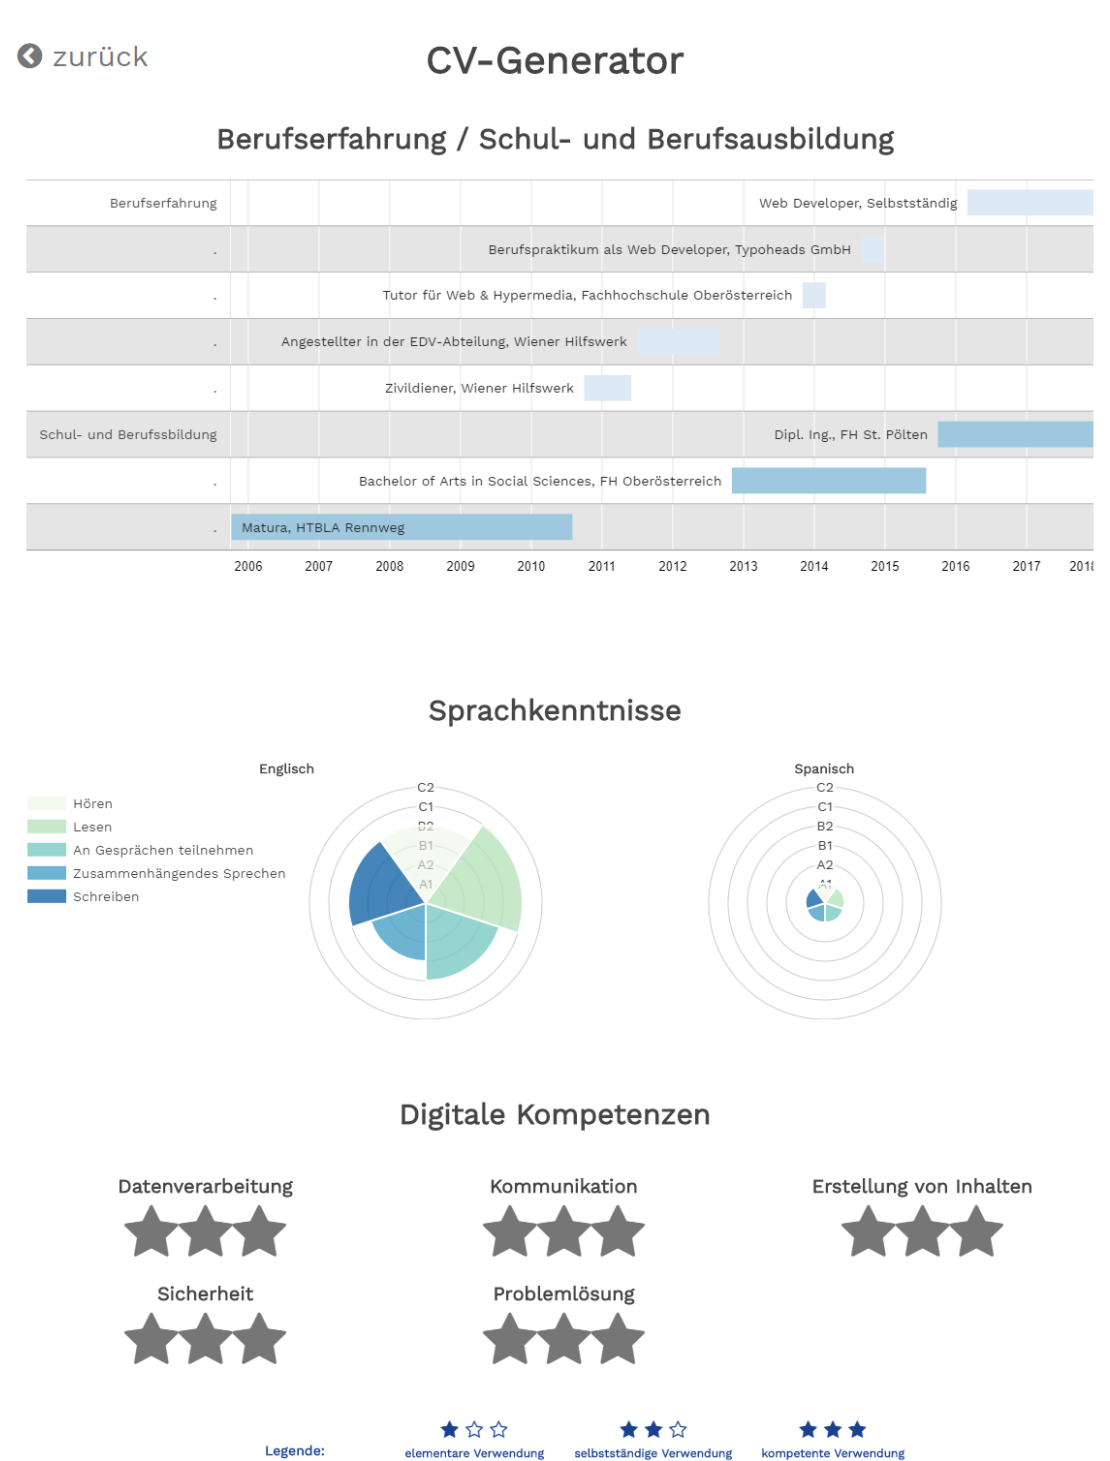 zurück
CV-Generator
Berufserfahrung / Schul- und Berufsausbildung
Berufserfahrung
Web Developer, Selbstständig
. Berufspraktikum als Web Developer, Typoheads GmbH
. Tutor für Web & Hypermedia, Fachhochschule Oberösterreich
. Angestellter in der EDV-Abteilung, Wiener Hilfswerk
. Zivildiener, Wiener Hilfswerk
Schul- und Berufssbildung
Dipl. Ing., FH St. Pölten
. Bachelor of Arts in Social Sciences, FH Oberösterreich
. Matura, HTBLA Rennweg
2006 2007 2008 2009 2010 2011 2012 2013 2014 2015 2016 2017 2018
Sprachkenntnisse
Hören
Lesen
An Gesprächen teilnehmen
Zusammenhängendes Sprechen
Schreiben
Englisch
C2
C1
B2
B1
A2
A1
Spanisch
C2
C1
B2
B1
A2
A1
Digitale Kompetenzen
Datenverarbeitung
Kommunikation
Erstellung von Inhalten
Sicherheit
Problemlösung
Legende:
elementare Verwendung
selbstständige Verwendung
kompetente Verwendung